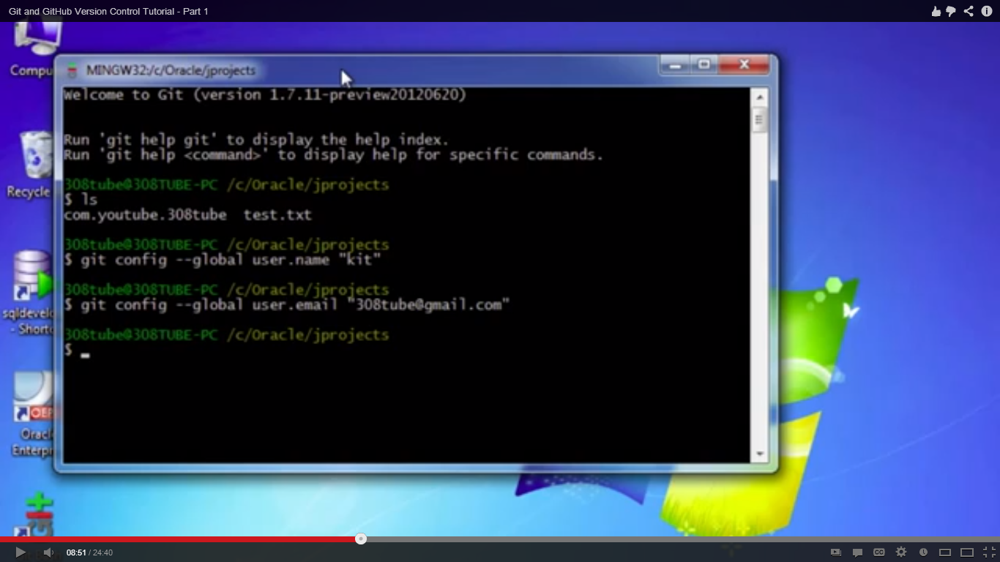 Git and GitHub Version Control Tutorial - Part 1
Compu
MINGW32:/c/Oracle/jprojects
Welcome to Git (version 1.7.11-preview20120620)
Run 'git help git' to display the help index.
Run 'git help <command>' to display help for specific commands.
308tube@308TUBE-PC /c/Oracle/jprojects
$ ls
com.youtube.308tube test.txt
308tube@308TUBE-PC /c/Oracle/jprojects
$ git config --global user.name "kit"
308tube@308TUBE-PC /c/Oracle/jprojects
$ git config --global user.email "308tube@gmail.com"
308tube@308TUBE-PC /c/Oracle/jprojects
$
Recycle
sqldevelo
- Shortc
OEP
Oracl
Enterpr
08:51 / 24:40
CC